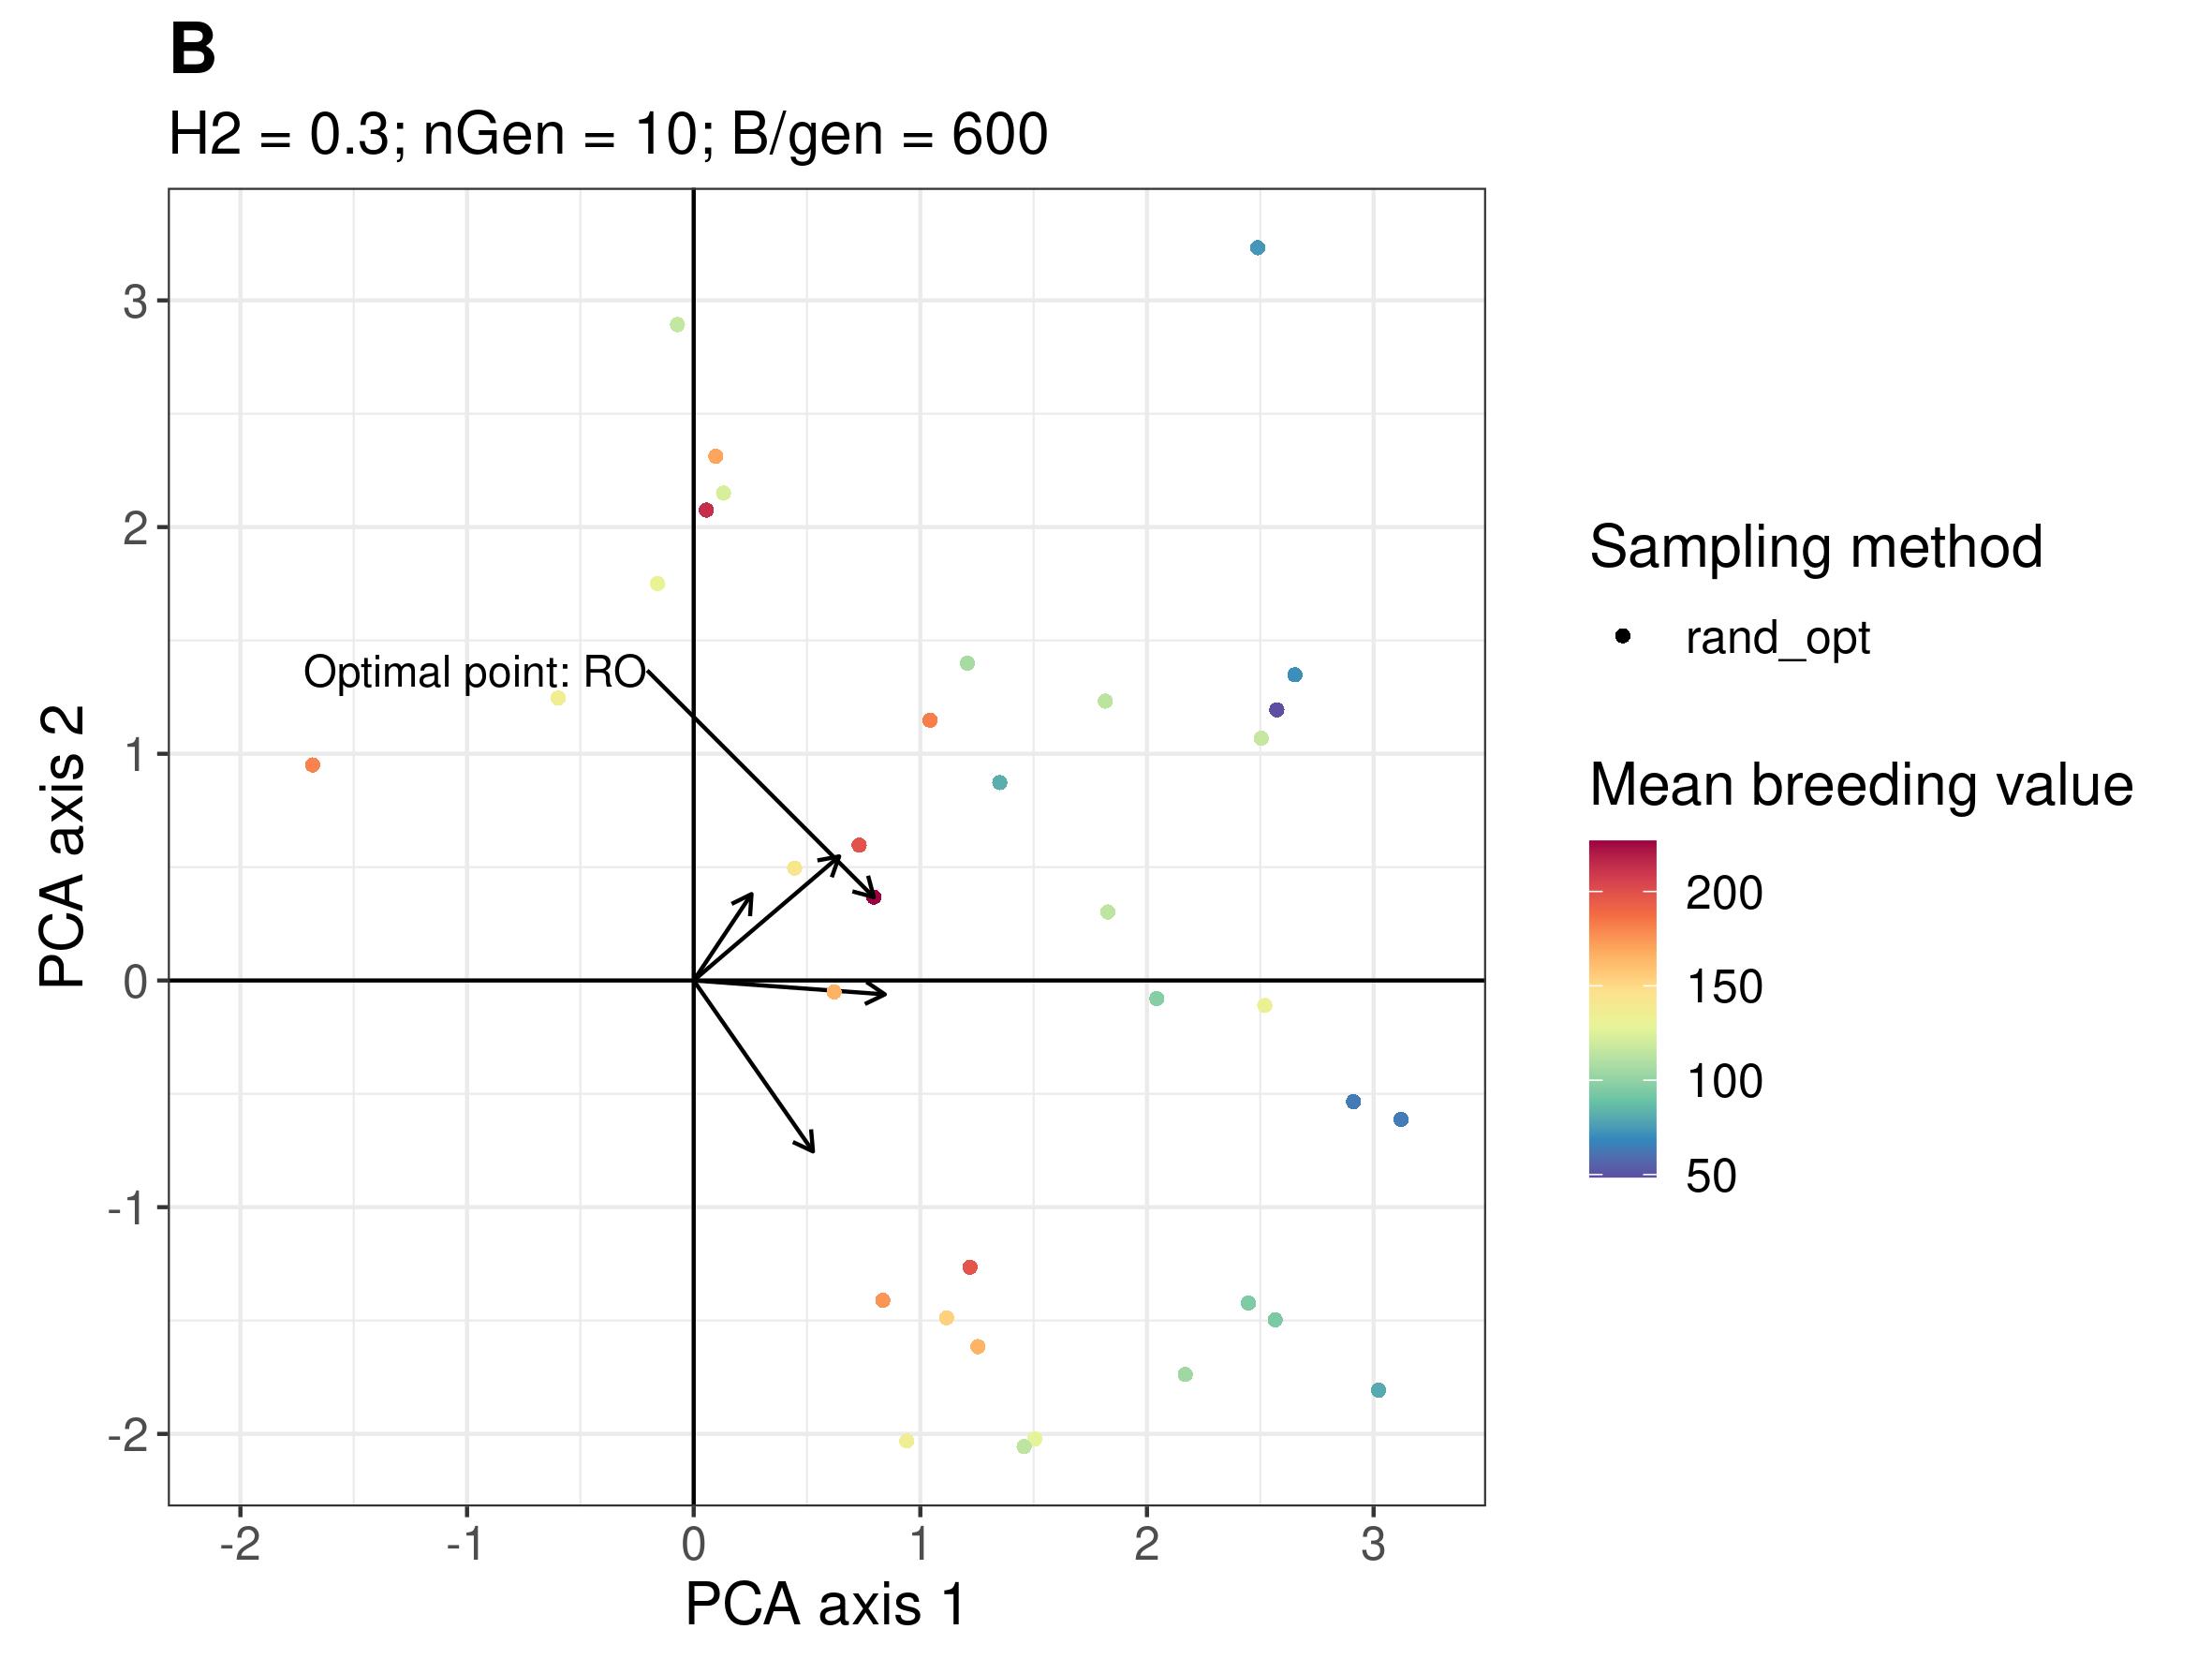 B
H2 = 0.3; nGen = 10; B/gen = 600
3
2
1
0
-1
-2
PCA axis 2
Optimal point: RO
-2
-1
0
1
2
3
PCA axis 1
Sampling method
rand_opt
Mean breeding value
200
150
100
50